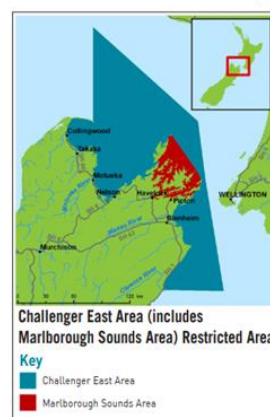 Collingwood
Takaka
Motueka
Nelson
Havelock
Picton
WELLINGTON
Blenheim
Murchison
Challenger East Area (includes
Marlborough Sounds Area) Restricted Area
Key
Challenger East Area
Marlborough Sounds Area